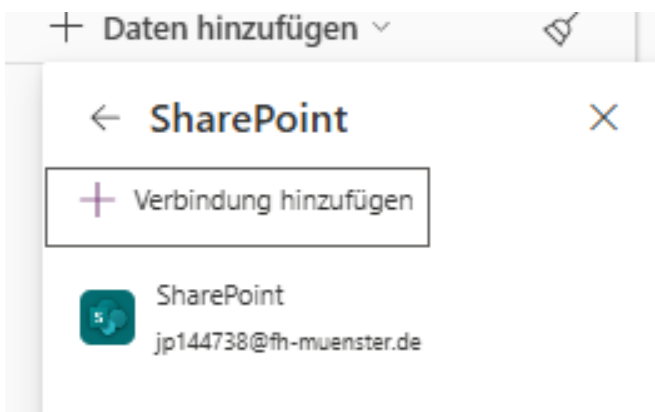 Daten hinzufügen
SharePoint
Verbindung hinzufügen
SharePoint
jp144738@fh-muenster.de